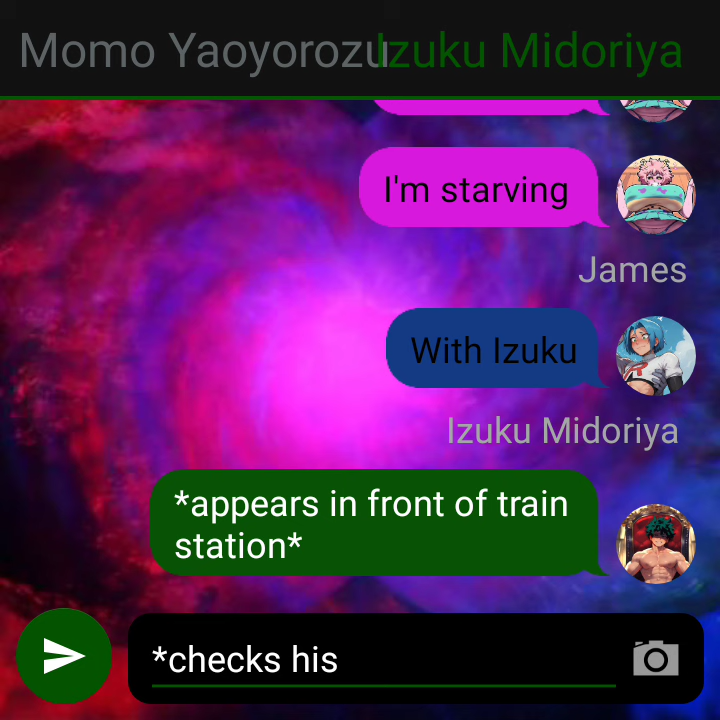 Momo Yaoyorozu Izuku Midoriya
I'm starving
James
With Izuku
Izuku Midoriya
*appears in front of train
station*
*checks his